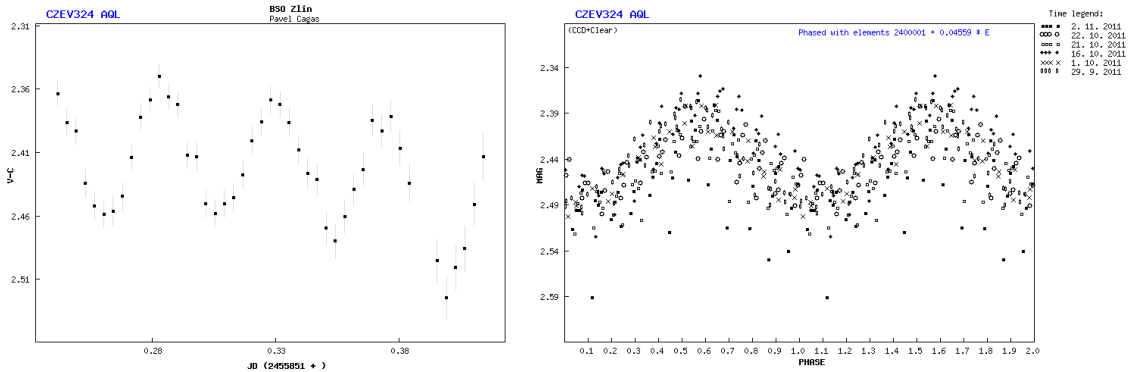 CZEV324 AQL
BSO Zlin
Pavel Cagas
2.31
2.36
2.41
2.46
2.51
V-C
0.28 0.33 0.38
JD (2455851 + )
CZEV324 AQL
(CCD+Clear)
Phased with elements 2400001 + 0.04559 * E
2.34
2.39
2.44
2.49
2.54
2.59
MAG
0.1 0.2 0.3 0.4 0.5 0.6 0.7 0.8 0.9 1.0 1.1 1.2 1.3 1.4 1.5 1.6 1.7 1.8 1.9 2.0
PHASE
Time legend:
2. 11. 2011
22. 10. 2011
21. 10. 2011
16. 10. 2011
1. 10. 2011
29. 9. 2011